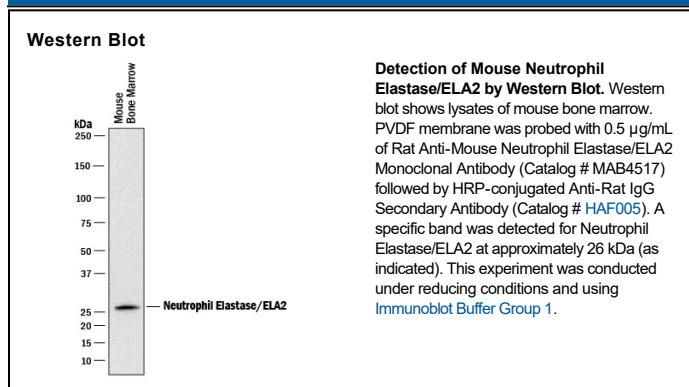 Western Blot
Mouse
Bone Marrow
kDa
250
150
100
75
50
37
25
20
15
10
Neutrophil Elastase/ELA2
Detection of Mouse Neutrophil
Elastase/ELA2 by Western Blot. Western
blot shows lysates of mouse bone marrow.
PVDF membrane was probed with 0.5 µg/mL
of Rat Anti-Mouse Neutrophil Elastase/ELA2
Monoclonal Antibody (Catalog # MAB4517)
followed by HRP-conjugated Anti-Rat IgG
Secondary Antibody (Catalog # HAF005). A
specific band was detected for Neutrophil
Elastase/ELA2 at approximately 26 kDa (as
indicated). This experiment was conducted
under reducing conditions and using
Immunoblot Buffer Group 1.